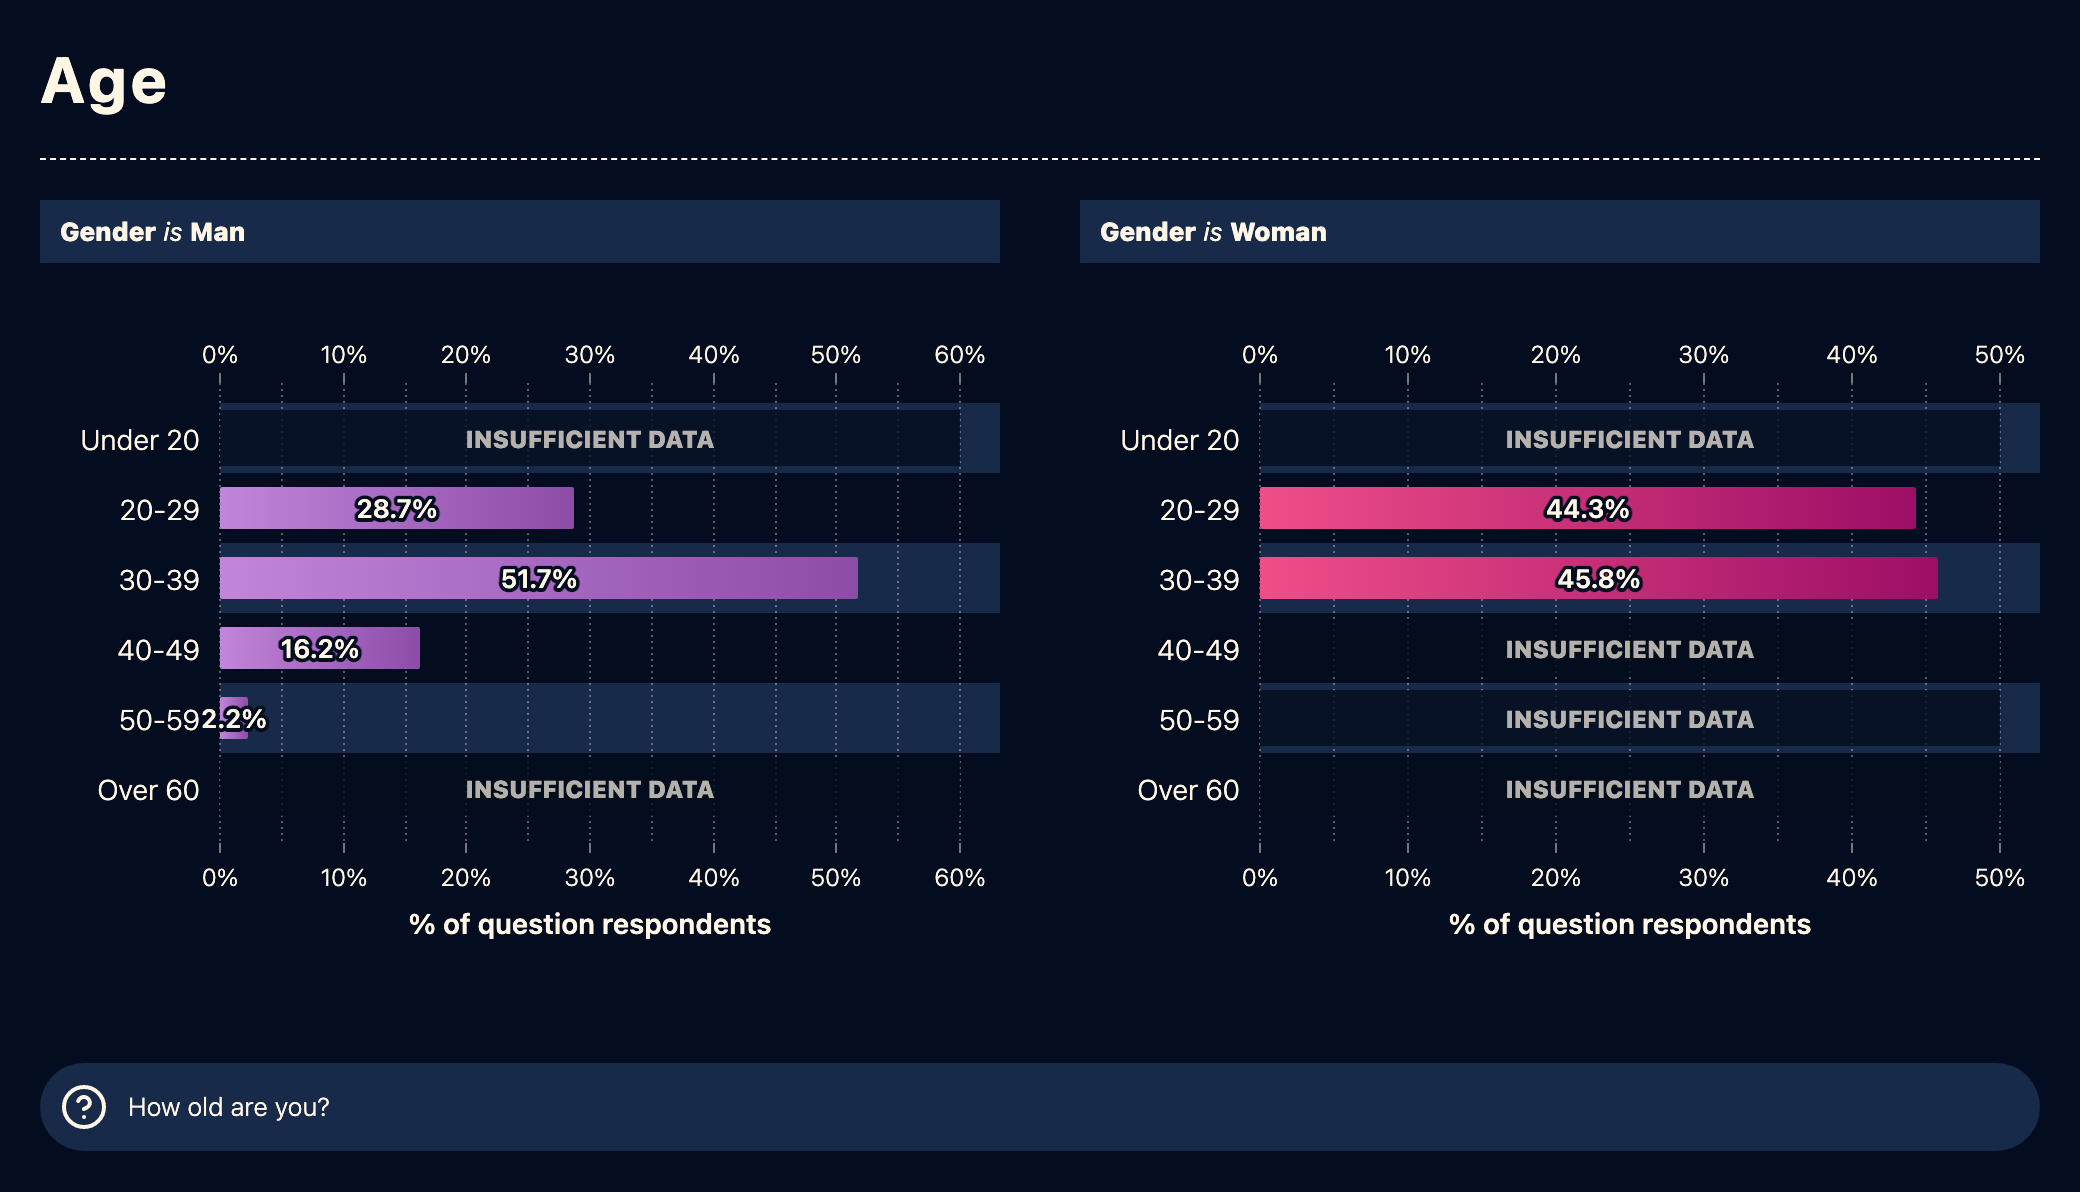 Age
Gender is Man
0% 10% 20% 30% 40% 50% 60%
Under 20 INSUFFICIENT DATA
20-29 28.7%
30-39 51.7%
40-49 16.2%
50-59 2.2%
Over 60 INSUFFICIENT DATA
0% 10% 20% 30% 40% 50% 60%
% of question respondents
Gender is Woman
0% 10% 20% 30% 40% 50%
Under 20 INSUFFICIENT DATA
20-29 44.3%
30-39 45.8%
40-49 INSUFFICIENT DATA
50-59 INSUFFICIENT DATA
Over 60 INSUFFICIENT DATA
0% 10% 20% 30% 40% 50%
% of question respondents
? How old are you?